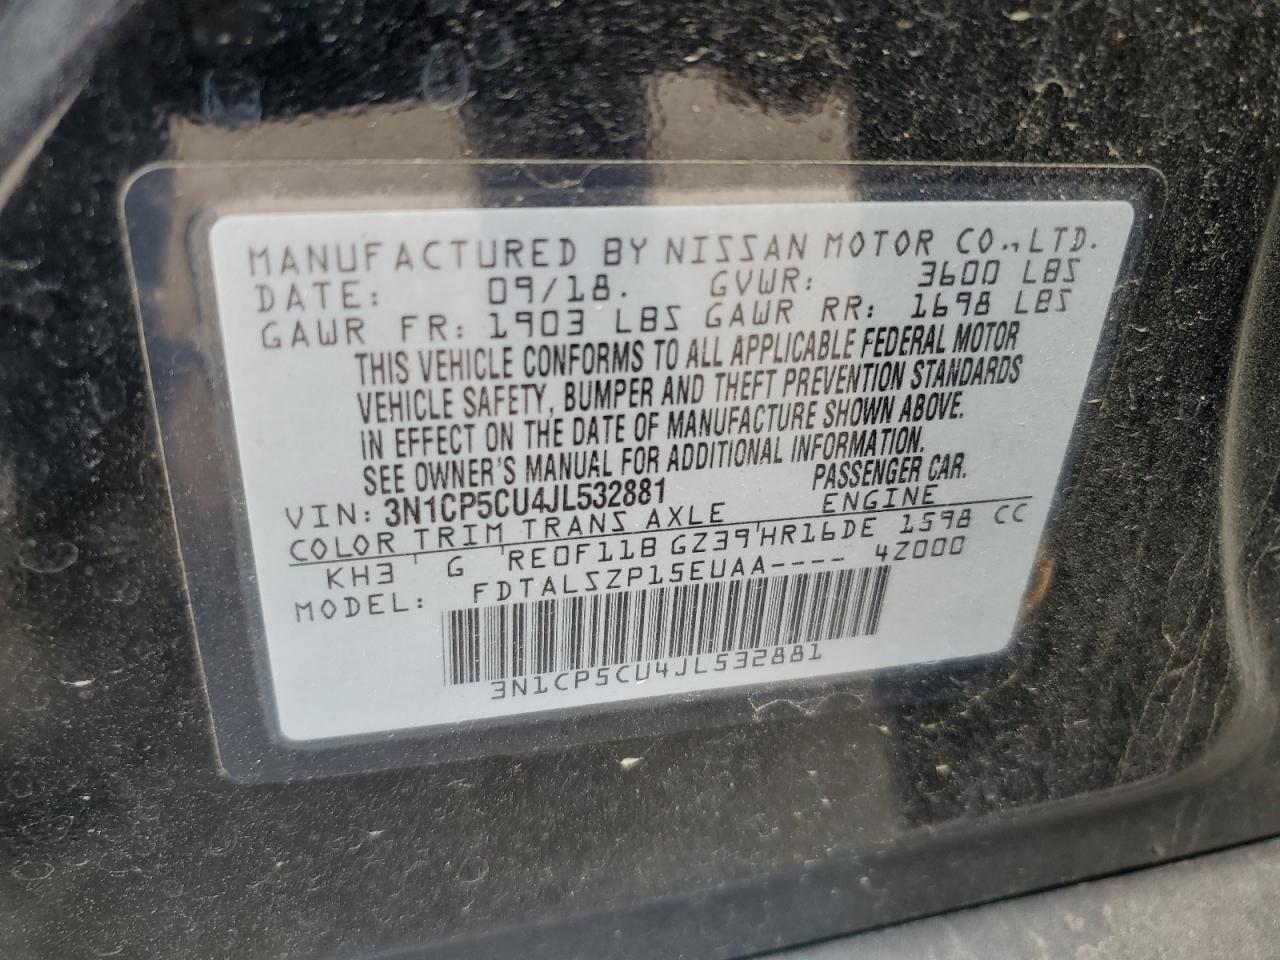 MANUFACTURED BY NISSAN MOTOR CO., LTD.
DATE: 09/18. GVWR: 3600 LBS
GAWR FR: 1903 LBS GAWR RR: 1698 LBS
THIS VEHICLE CONFORMS TO ALL APPLICABLE FEDERAL MOTOR
VEHICLE SAFETY, BUMPER AND THEFT PREVENTION STANDARDS
IN EFFECT ON THE DATE OF MANUFACTURE SHOWN ABOVE.
SEE OWNER'S MANUAL FOR ADDITIONAL INFORMATION.
VIN: 3N1CP5CU4JL532881 PASSENGER CAR.
COLOR TRIM TRANS AXLE ENGINE
KH3 G RE0F11B GZ39 HR16DE 1598 CC
MODEL: FDTALSZP15EUAA---- 4Z000
3N1CP5CU4JL532881